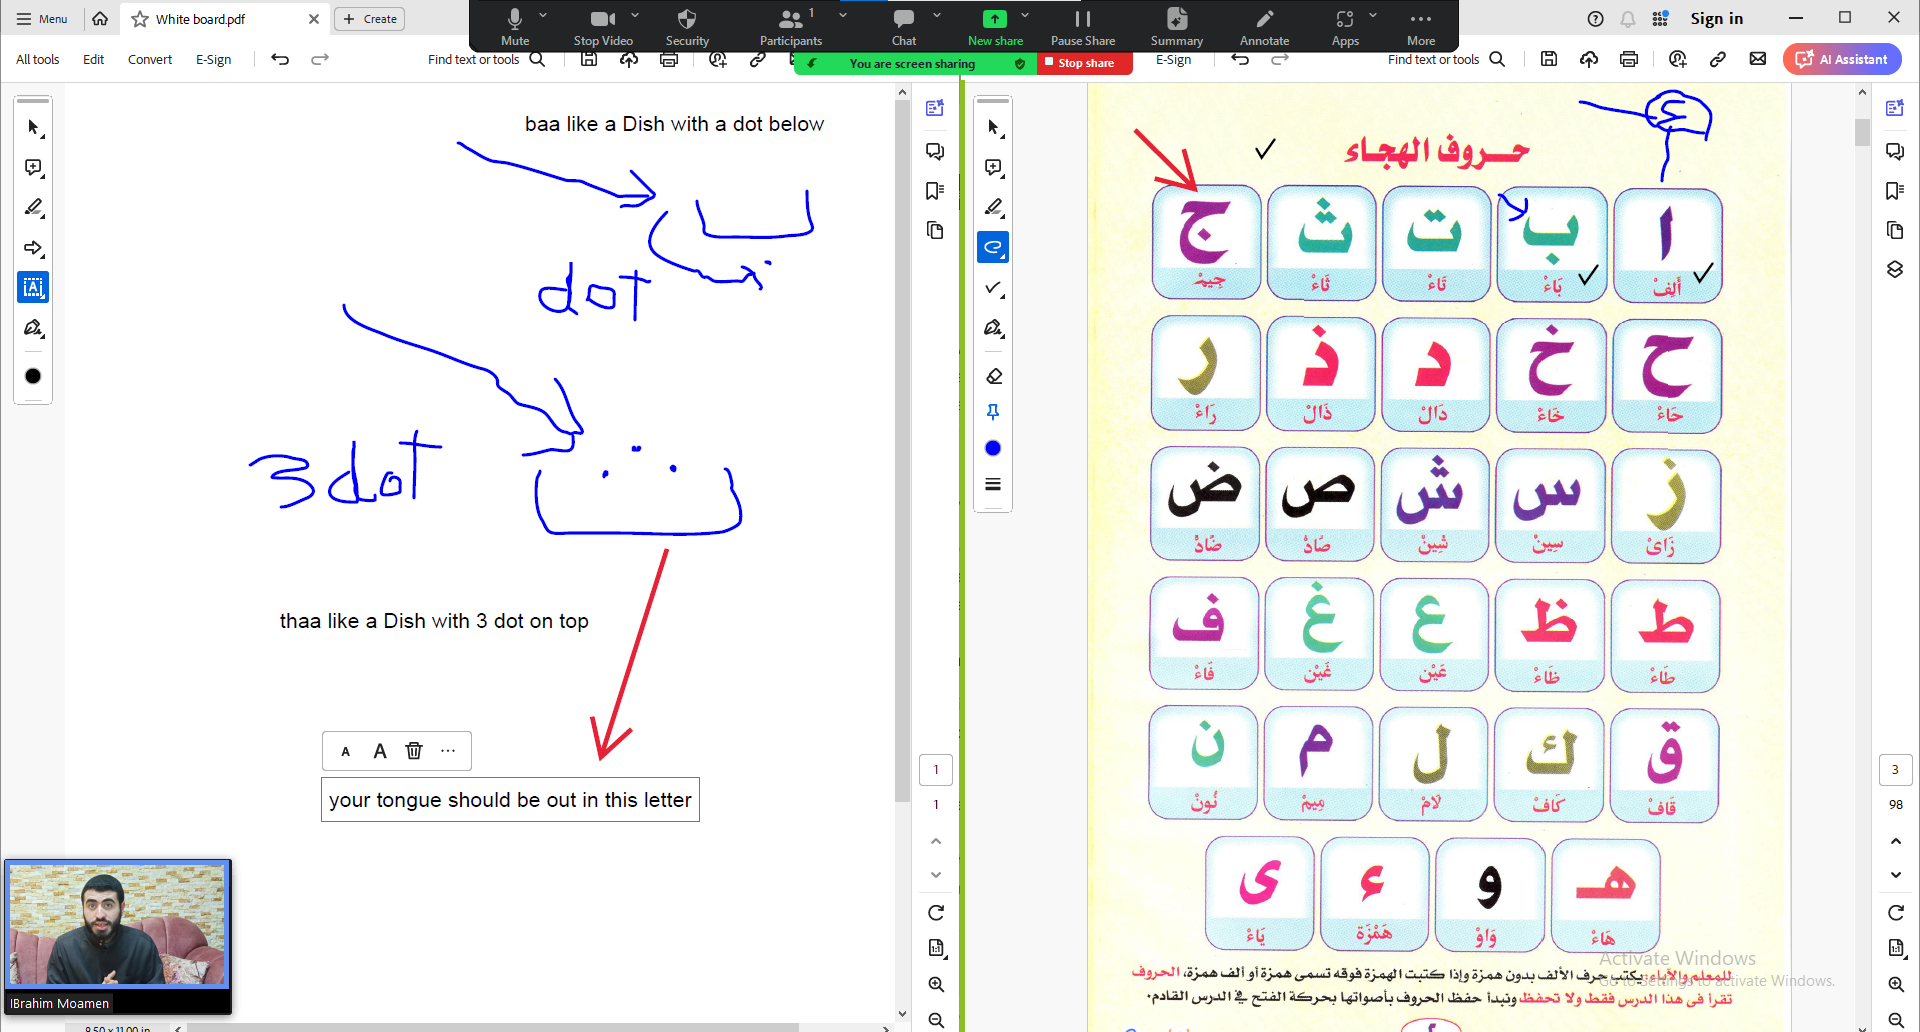 Menu
White board.pdf
Create
Mute
Stop Video
Security
Participants
1
Chat
New share
Pause Share
Summary
Annotate
Apps
More
Sign in
All tools
Edit
Convert
E-Sign
Find text or tools
You are screen sharing
Stop share
E-Sign
Find text or tools
AI Assistant
baa like a Dish with a dot below
dot
3 dot
thaa like a Dish with 3 dot on top
your tongue should be out in this letter
A A
1
1
IBrahim Moamen
8.50 x 11.00 in
ء
حـروف الهجـاء
ا ب ت ث ج
أَلِفْ بَاءْ تَاءْ ثَاءْ جِيمْ
ح خ د ذ ر
حَاءْ خَاءْ دَالْ ذَالْ رَاءْ
ز س ش ص ض
زَاىْ سِينْ شِينْ صَادْ ضَادْ
ط ظ ع غ ف
طَاءْ ظَاءْ عَيْن غَيْن فَاءْ
ق ك ل م ن
قَافْ كَافْ لَامْ مِيمْ نُونْ
هـ و ء ى
هَاءْ وَاوْ هَمْزَة يَاءْ
للمعلم والآباء: يكتب حرف الألف بدون همزة وإذا كتبت الهمزة فوقه تسمى همزة أو ألف همزة، الحروف
تقرأ فى هذا الدرس فقط ولا تحفظ ونبدأ حفظ الحروف بأصواتها بحركة الفتح في الدرس القادم.
Activate Windows
Go to Settings to activate Windows.
3
98